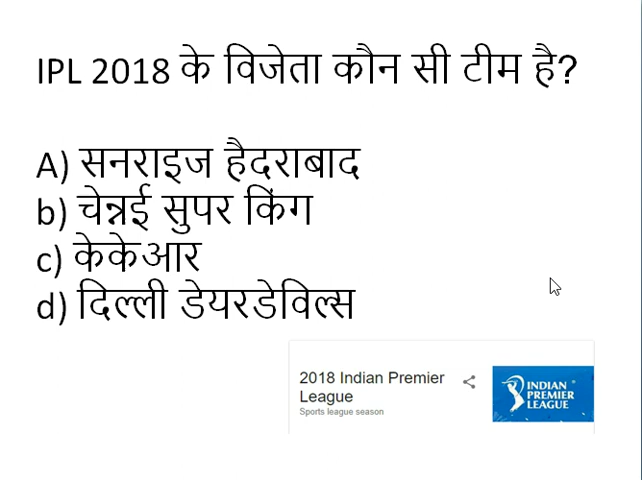 IPL 2018 के विजेता कौन सी टीम है?
A) सनराइज हैदराबाद
b) चेन्नई सुपर किंग
c) केकेआर
d) दिल्ली डेयरडेविल्स
2018 Indian Premier
League
Sports league season
INDIAN
PREMIER
LEAGUE